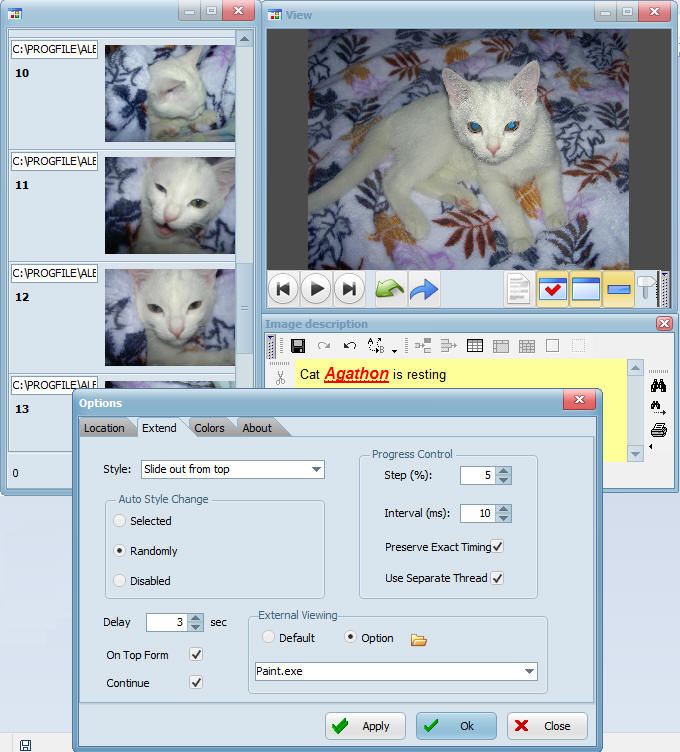 View
C:\PROGFILE\ALE
10
C:\PROGFILE\ALE
11
C:\PROGFILE\ALE
12
C:\PROGFILE\ALE
13
0
Image description
Cat Agathon is resting
Options
Location Extend Colors About
Style: Slide out from top
Auto Style Change
Selected
Randomly
Disabled
Progress Control
Step (%): 5
Interval (ms): 10
Preserve Exact Timing
Use Separate Thread
Delay 3 sec
On Top Form
Continue
External Viewing
Default Option
Paint.exe
Apply Ok Close